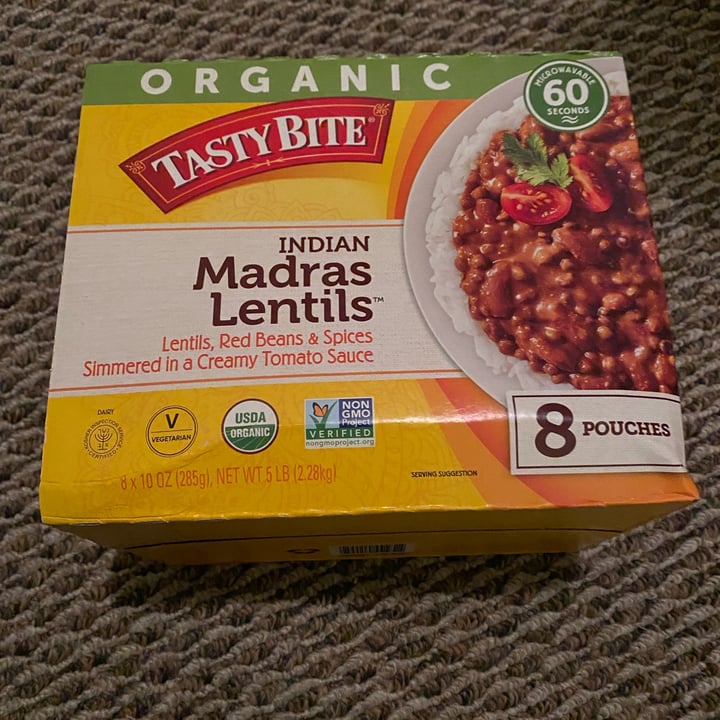 ORGANIC
MICROWAVABLE
60
SECONDS
TASTY BITE®
INDIAN
Madras
Lentils™
Lentils, Red Beans & Spices
Simmered in a Creamy Tomato Sauce
8 POUCHES
DAIRY
CERTIFIED
V
VEGETARIAN
USDA
ORGANIC
NON
GMO
Project
VERIFIED
nongmoproject.org
8 x 10 OZ (285g), NET WT 5 LB (2.28kg)
SERVING SUGGESTION